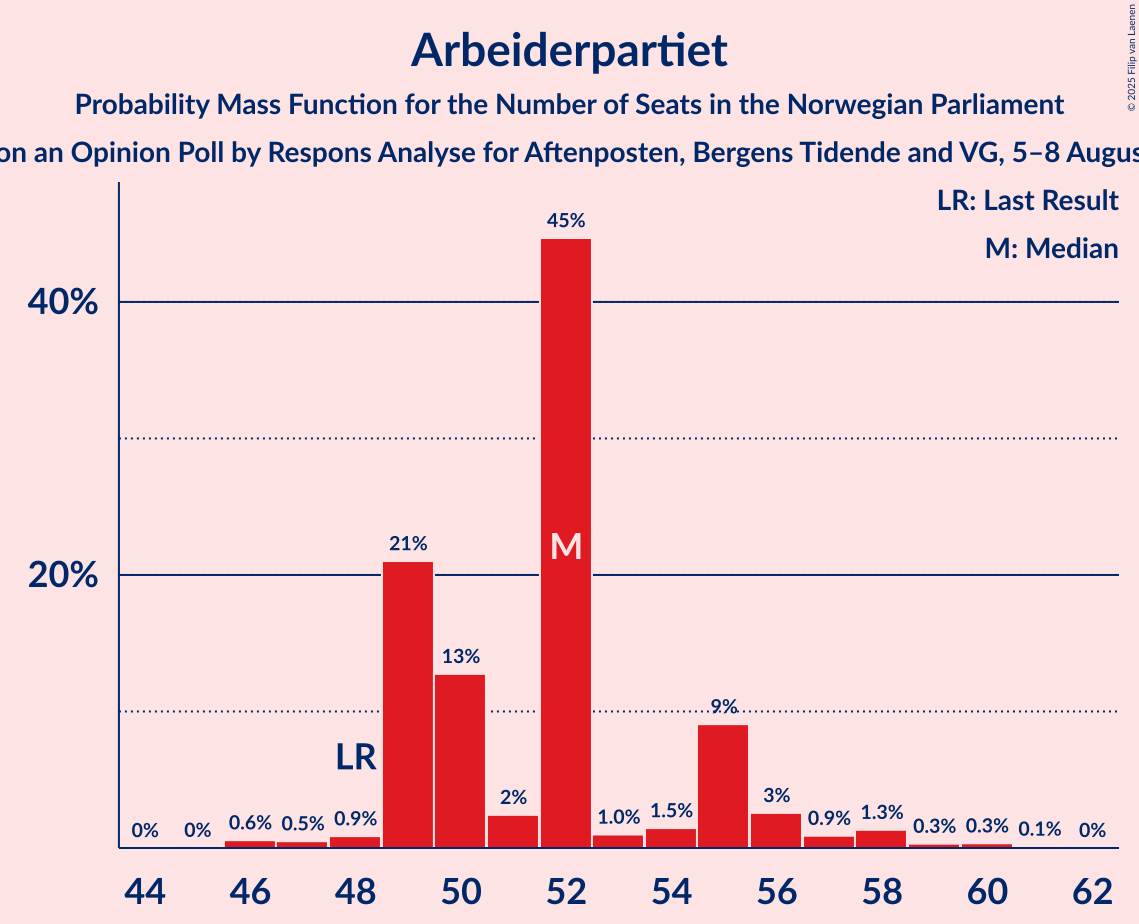 © 2025 Filip van Laenen
Arbeiderpartiet
Probability Mass Function for the Number of Seats in the Norwegian Parliament
on an Opinion Poll by Respons Analyse for Aftenposten, Bergens Tidende and VG, 5–8 Augus
LR: Last Result
M: Median
45%
40%
M
21%
20%
13%
9%
LR
3%
2%
1.5%
1.3%
0% 0% 0.6% 0.5% 0.9% 1.0% 0.9% 0.3% 0.3% 0.1% 0%
44 46 48 50 52 54 56 58 60 62